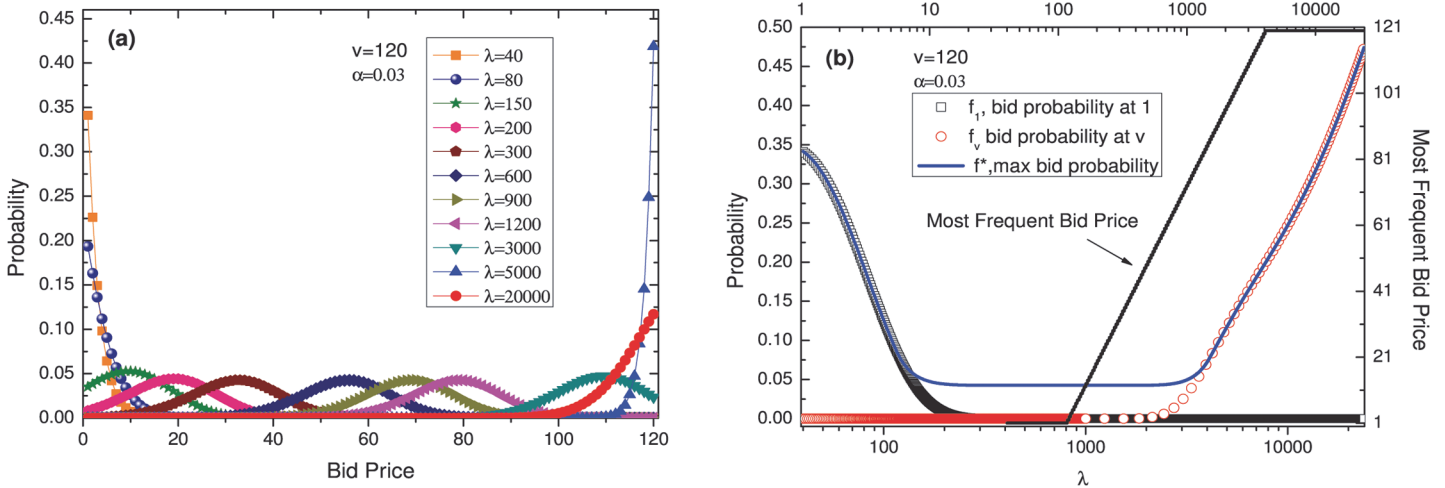 (a)
v=120
α=0.03
λ=40
λ=80
λ=150
λ=200
λ=300
λ=600
λ=900
λ=1200
λ=3000
λ=5000
λ=20000
0.45
0.40
0.35
0.30
0.25
0.20
0.15
0.10
0.05
0.00
Probability
0 20 40 60 80 100 120
Bid Price
1 10 100 1000 10000
(b)
v=120
α=0.03
f1, bid probability at 1
fv bid probability at v
f*,max bid probability
Most Frequent Bid Price
0.50
0.45
0.40
0.35
0.30
0.25
0.20
0.15
0.10
0.05
0.00
Probability
121
101
81
61
41
21
1
Most Frequent Bid Price
100 1000 10000
λ